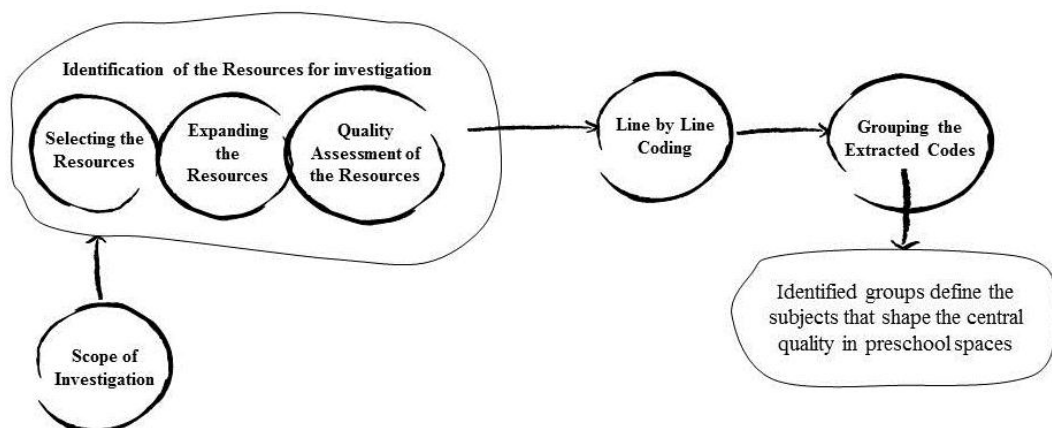 Identification of the Resources for investigation
Selecting the
Resources
Expanding
the
Resources
Quality
Assessment of
the Resources
Line by Line
Coding
Grouping the
Extracted Codes
Scope of
Investigation
Identified groups define the
subjects that shape the central
quality in preschool spaces